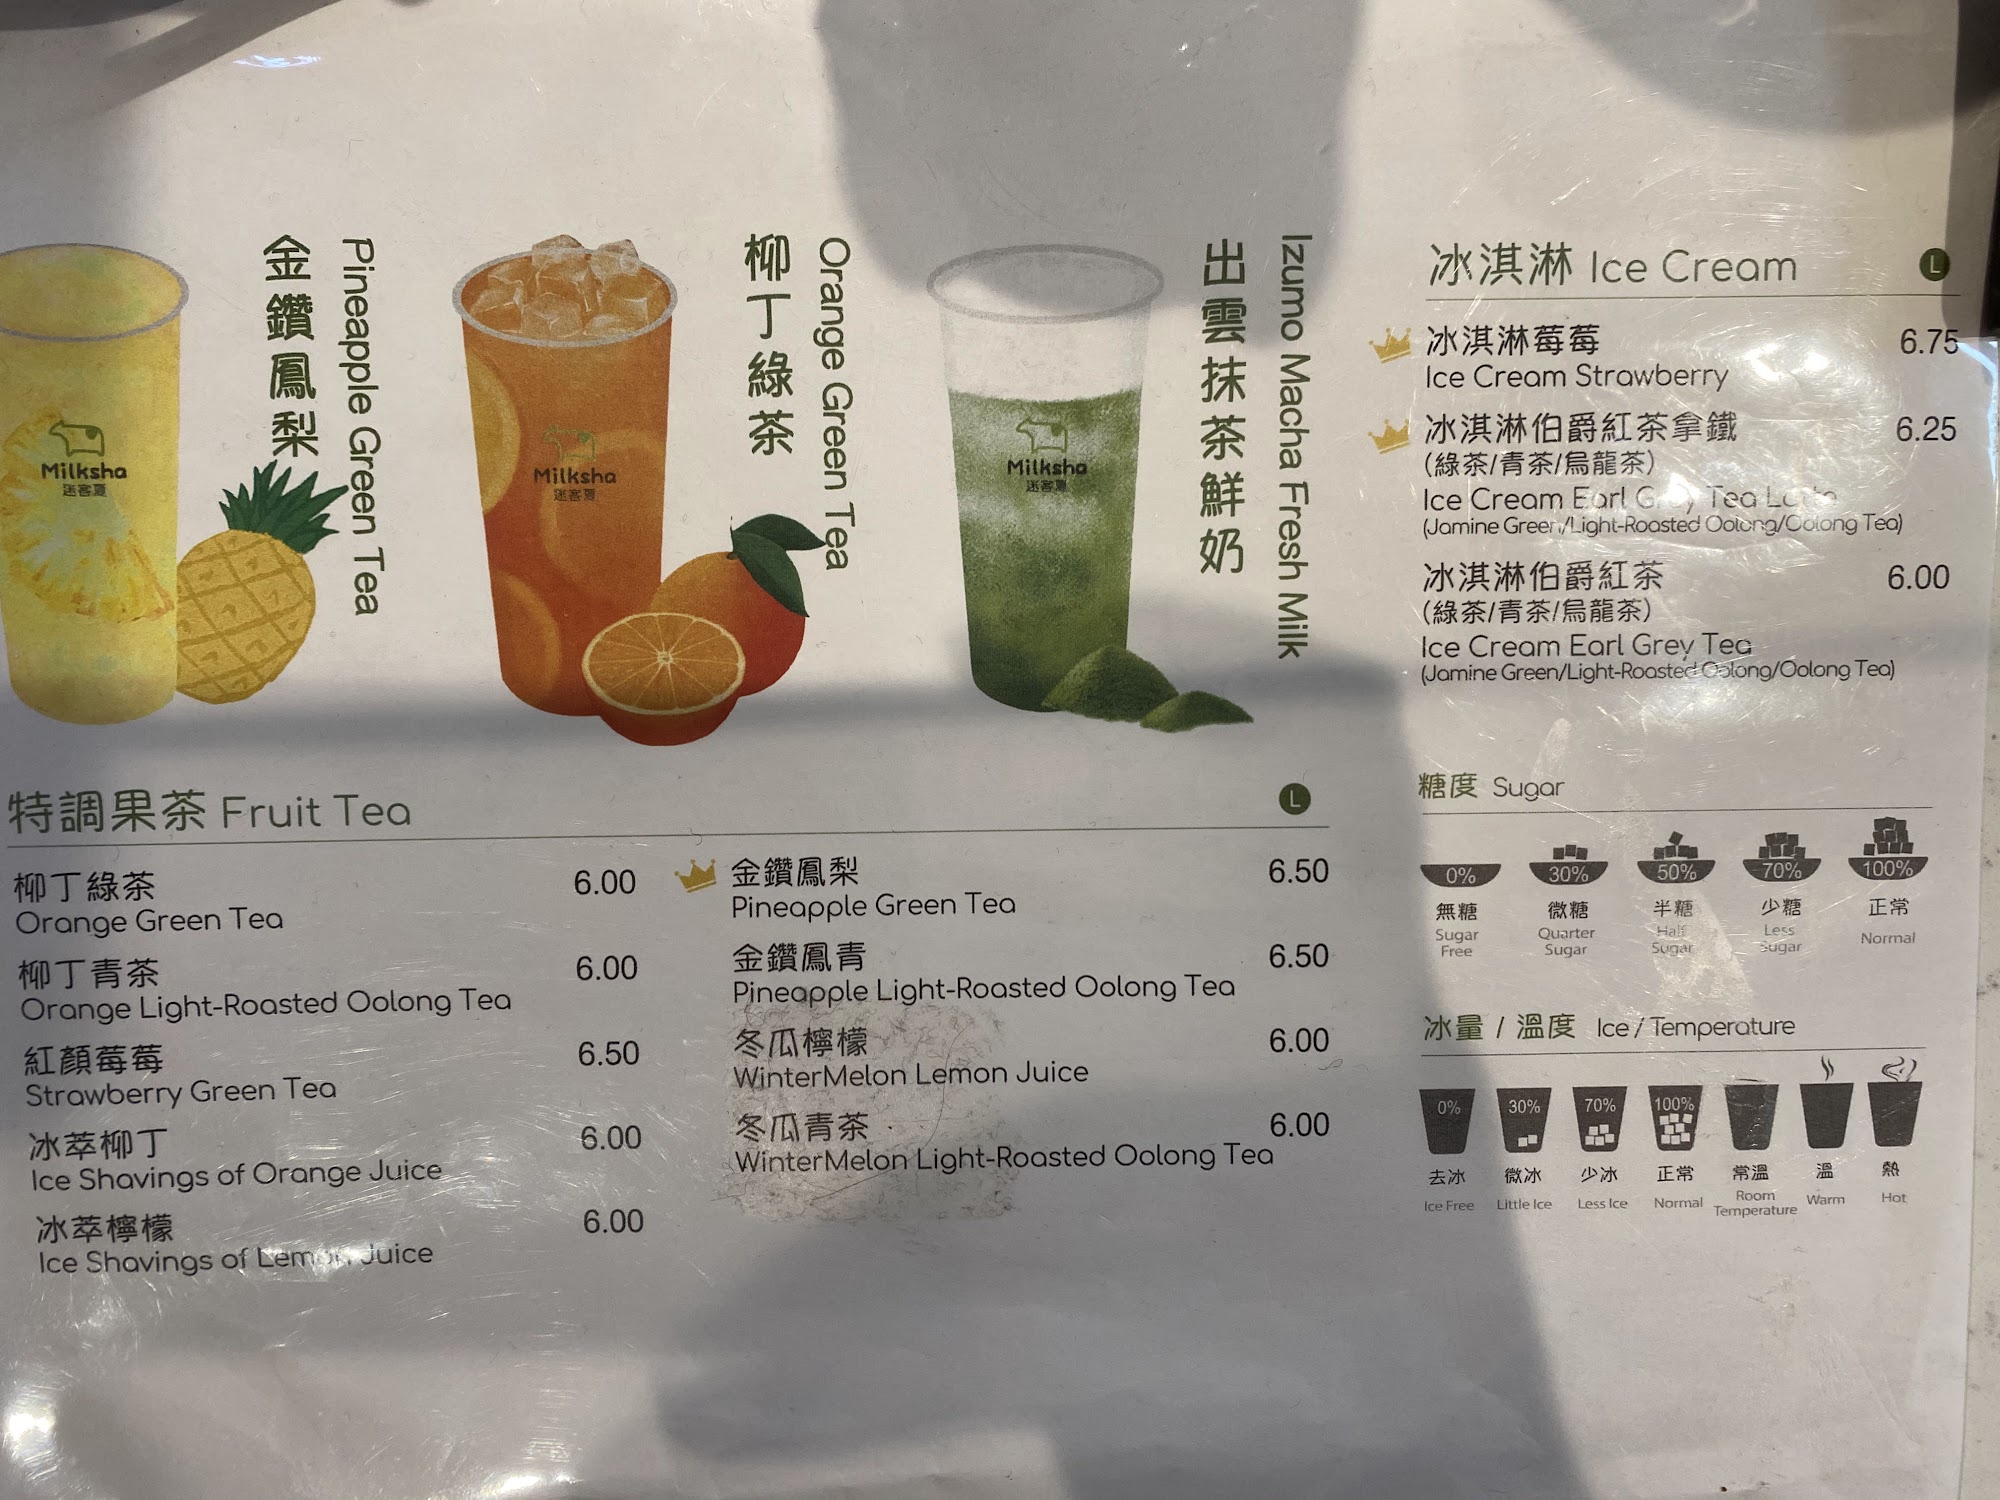 金鑽鳳梨
Pineapple Green Tea
Milksha
迷客夏
柳丁綠茶
Orange Green Tea
Milksha
迷客夏
出雲抹茶鮮奶
Izumo Macha Fresh Milk
Milksha
迷客夏
特調果茶 Fruit Tea L
柳丁綠茶 6.00
Orange Green Tea
柳丁青茶 6.00
Orange Light-Roasted Oolong Tea
紅顏莓莓 6.50
Strawberry Green Tea
冰萃柳丁 6.00
Ice Shavings of Orange Juice
冰萃檸檬 6.00
Ice Shavings of Lemon Juice
金鑽鳳梨 6.50
Pineapple Green Tea
金鑽鳳青 6.50
Pineapple Light-Roasted Oolong Tea
冬瓜檸檬 6.00
WinterMelon Lemon Juice
冬瓜青茶 6.00
WinterMelon Light-Roasted Oolong Tea
冰淇淋 Ice Cream L
冰淇淋莓莓 6.75
Ice Cream Strawberry
冰淇淋伯爵紅茶拿鐵 6.25
(綠茶/青茶/烏龍茶)
Ice Cream Earl Grey Tea Latte
(Jamine Green/Light-Roasted Oolong/Oolong Tea)
冰淇淋伯爵紅茶 6.00
(綠茶/青茶/烏龍茶)
Ice Cream Earl Grey Tea
(Jamine Green/Light-Roasted Oolong/Oolong Tea)
糖度 Sugar
0% 30% 50% 70% 100%
無糖 微糖 半糖 少糖 正常
Sugar Free Quarter Sugar Half Sugar Less Sugar Normal
冰量 / 溫度 Ice / Temperature
0% 30% 70% 100%
去冰 微冰 少冰 正常 常溫 溫 熱
Ice Free Little Ice Less Ice Normal Room Temperature Warm Hot